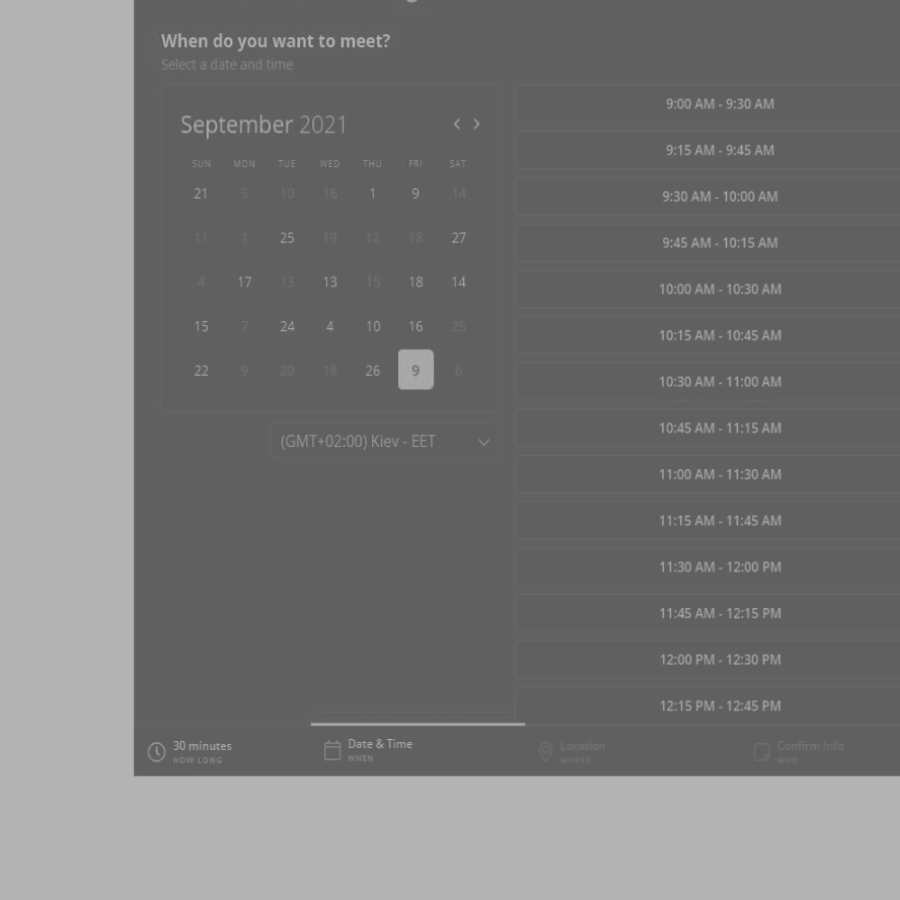 When do you want to meet?
Select a date and time
September 2021
SUN MON TUE WED THU FRI SAT
21 5 10 16 1 9 14
11 1 25 19 12 18 27
4 17 13 13 15 18 14
15 7 24 4 10 16 25
22 9 20 18 26 9 6
(GMT+02:00) Kiev - EET
9:00 AM - 9:30 AM
9:15 AM - 9:45 AM
9:30 AM - 10:00 AM
9:45 AM - 10:15 AM
10:00 AM - 10:30 AM
10:15 AM - 10:45 AM
10:30 AM - 11:00 AM
10:45 AM - 11:15 AM
11:00 AM - 11:30 AM
11:15 AM - 11:45 AM
11:30 AM - 12:00 PM
11:45 AM - 12:15 PM
12:00 PM - 12:30 PM
12:15 PM - 12:45 PM
30 minutes
HOW LONG
Date & Time
WHEN
Location
WHERE
Confirm Info
WHO